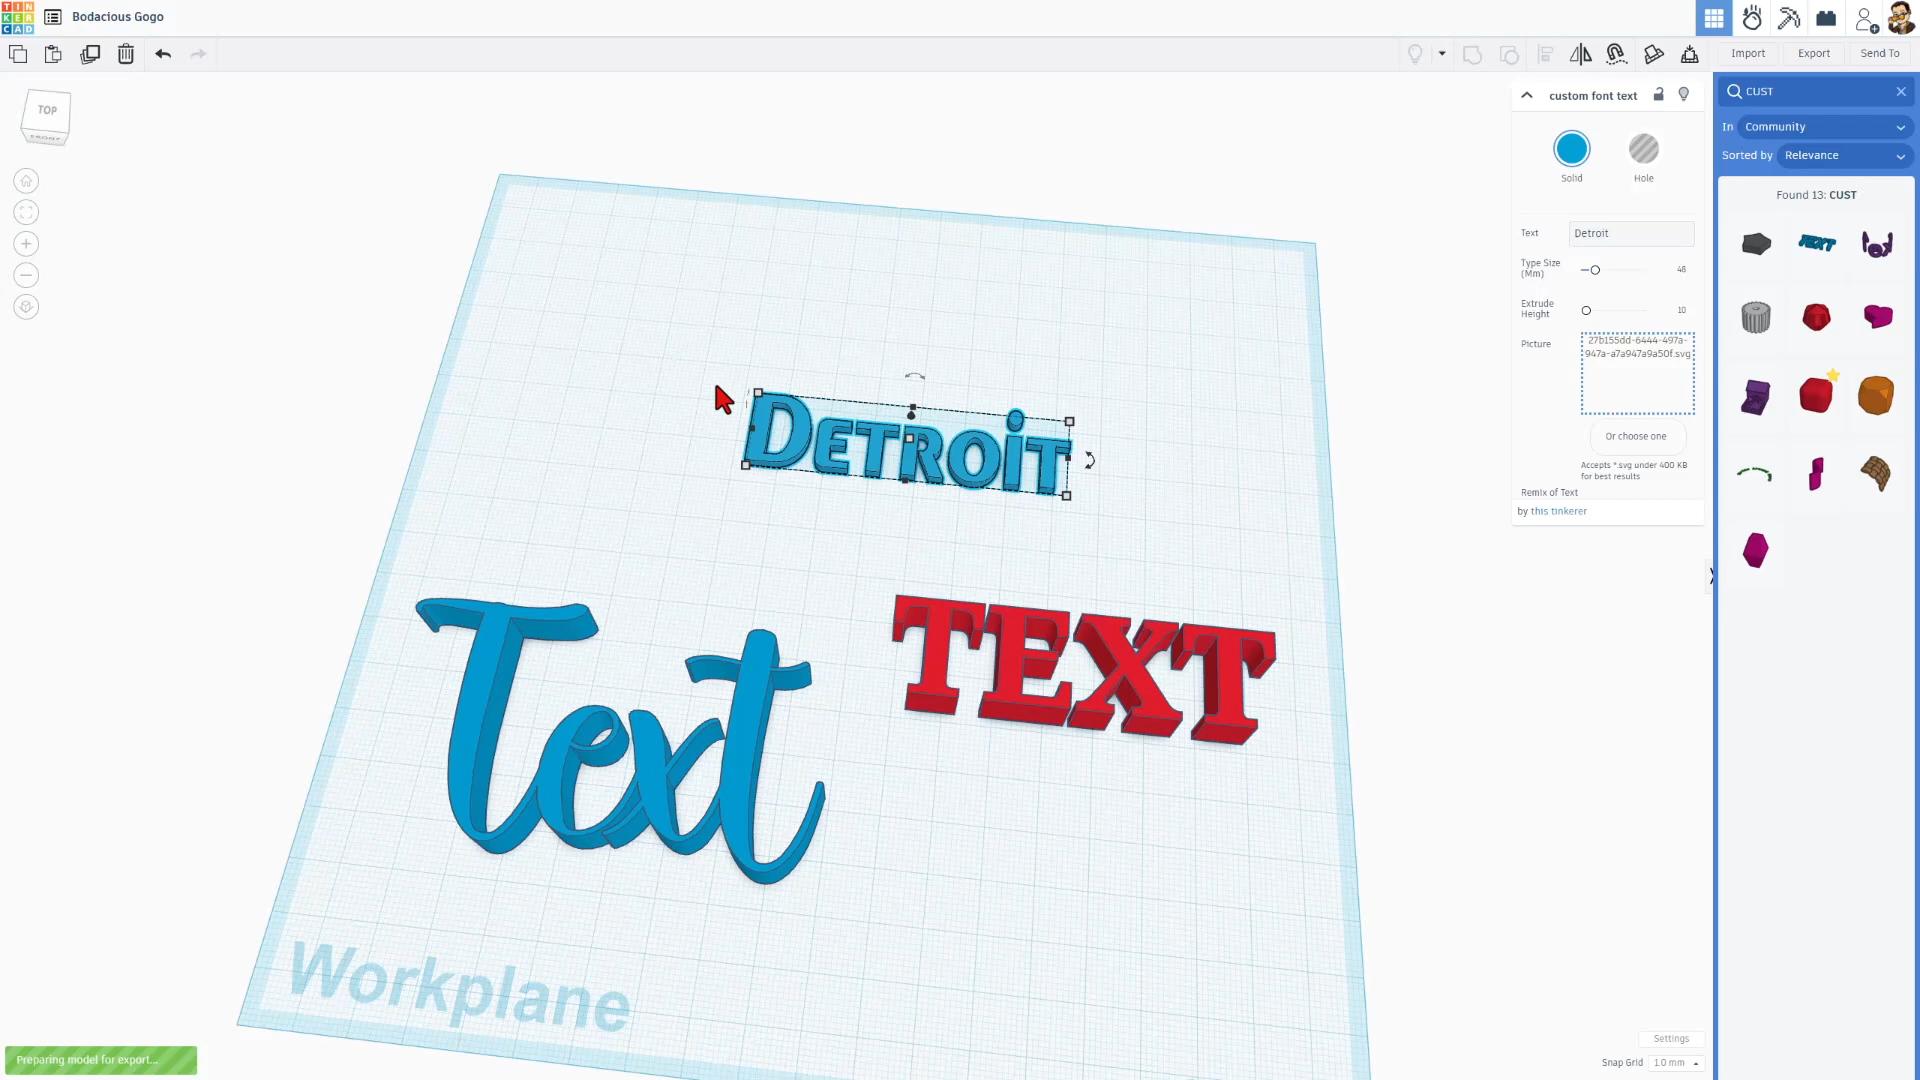 TIN
KER
CAD
Bodacious Gogo
Import
Export
Send To
TOP
FRONT
custom font text
Solid
Hole
Text
Detroit
Type Size
(Mm)
48
Extrude
Height
10
Picture
27b155dd-6444-497a-
947a-a7a947a9a50f.svg
Or choose one
Accepts *.svg under 400 KB
for best results
Remix of Text
by this tinkerer
CUST
In
Community
Sorted by
Relevance
Found 13: CUST
TEXT
DETROiT
Text
TEXT
Workplane
Preparing model for export...
Settings
Snap Grid
1.0 mm